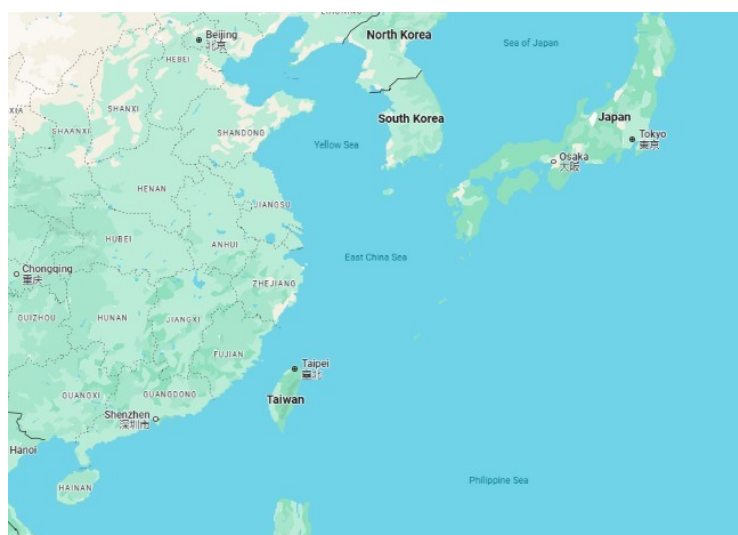 North Korea
Beijing
北京
Sea of Japan
HEBEI
SHANXI
SHAANXI
SHANDONG
South Korea
Japan
Tokyo
東京
Yellow Sea
Osaka
大阪
HENAN
JIANGSU
HUBEI
ANHUI
East China Sea
Chongqing
重庆
ZHEJIANG
GUIZHOU
HUNAN
JIANGXI
FUJIAN
Taipei
臺北
GUANGXI
GUANGDONG
Taiwan
Shenzhen
深圳市
Hanoi
Philippine Sea
HAINAN